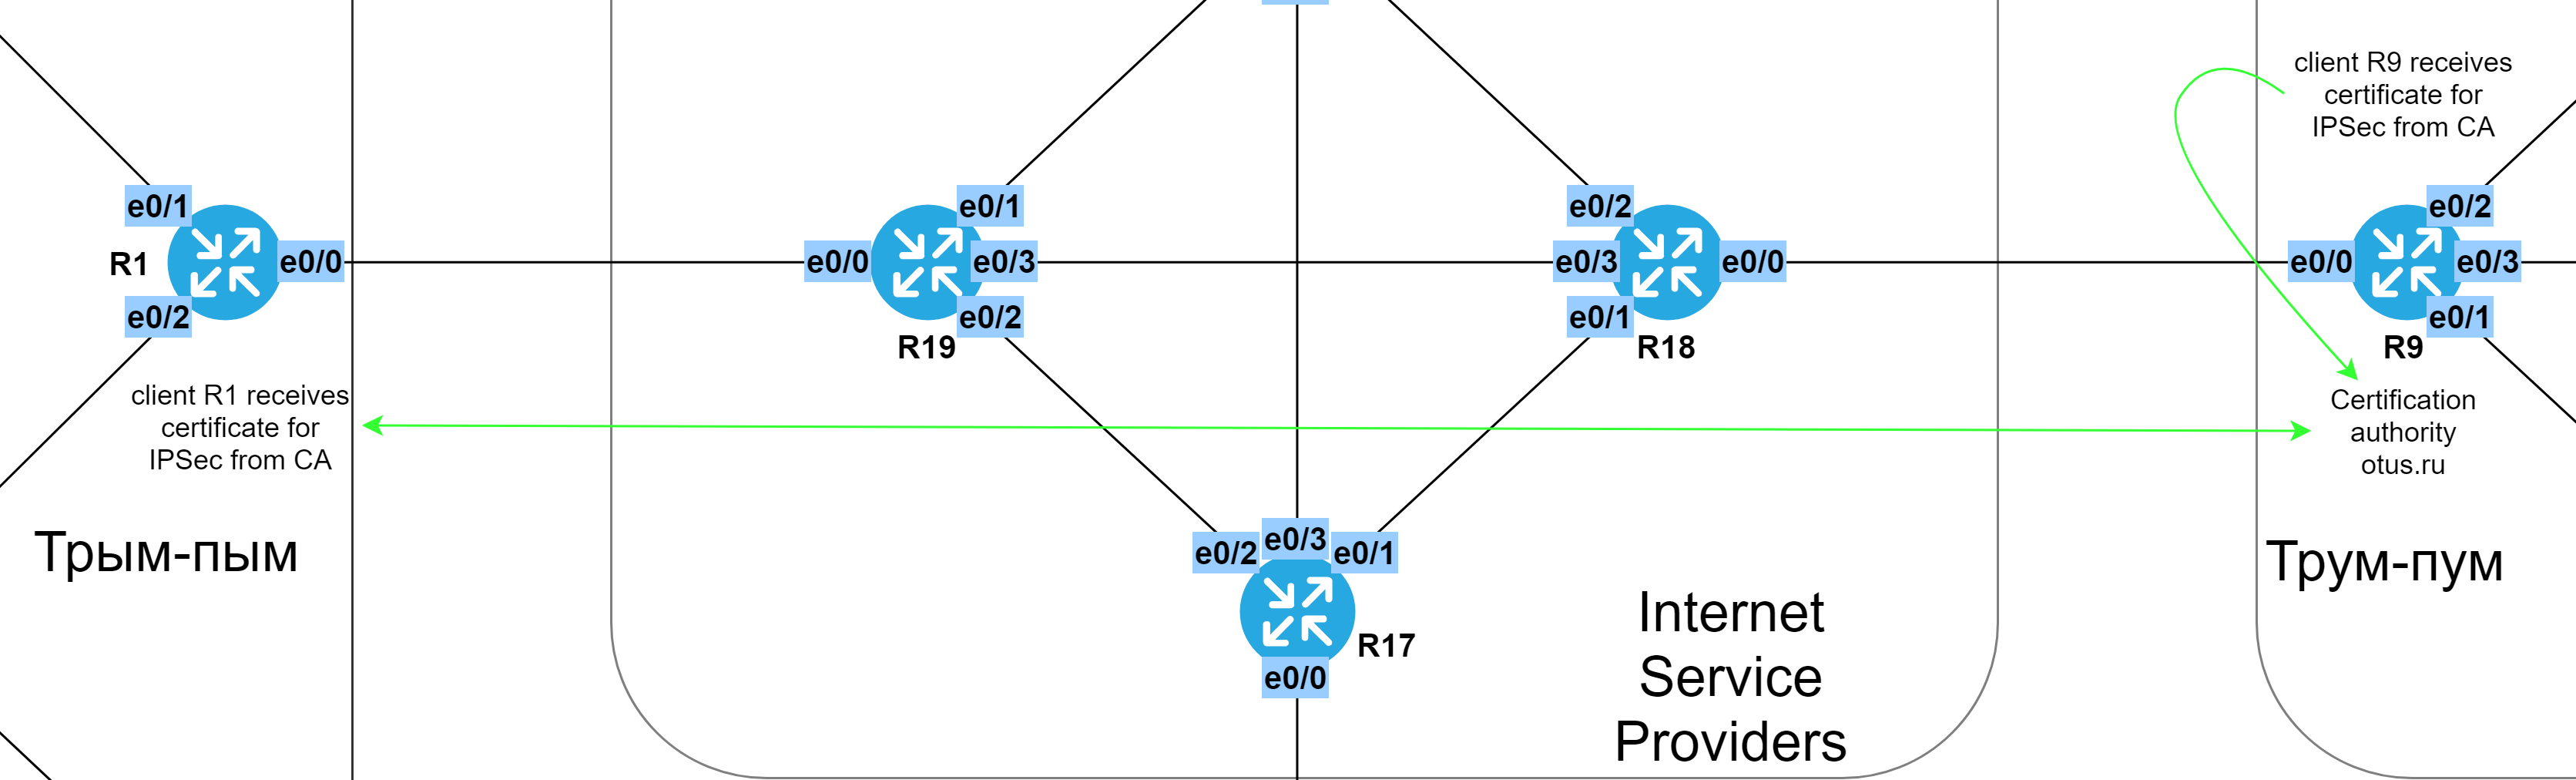 client R9 receives
certificate for
IPSec from CA
e0/1
R1
e0/0
e0/2
client R1 receives
certificate for
IPSec from CA
Трым-пым
e0/0
e0/1
e0/3
e0/2
R19
e0/2
e0/3
e0/0
e0/1
R18
e0/2
e0/0
e0/3
e0/1
R9
Certification
authority
otus.ru
e0/2
e0/3
e0/1
R17
e0/0
Internet
Service
Providers
Трум-пум